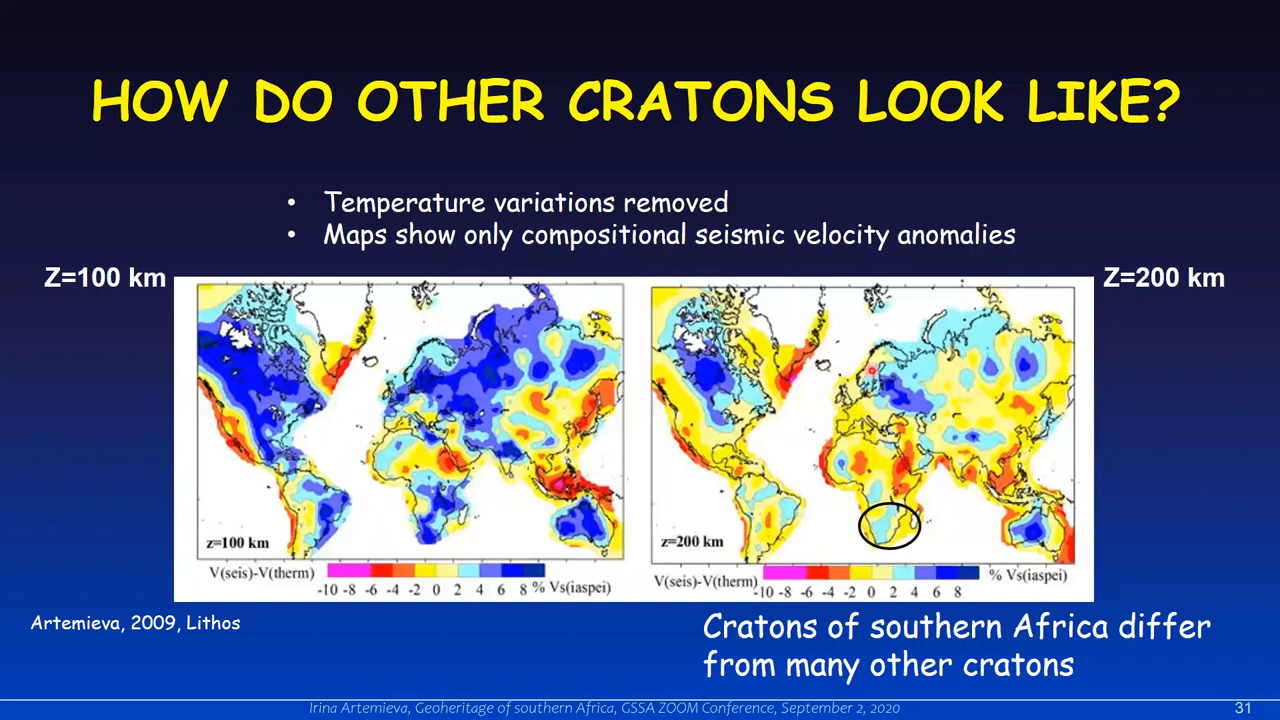 HOW DO OTHER CRATONS LOOK LIKE?
• Temperature variations removed
• Maps show only compositional seismic velocity anomalies
Z=100 km
Z=200 km
z=100 km
z=200 km
V(seis)-V(therm)
-10 -8 -6 -4 -2 0 2 4 6 8 % Vs(iaspei)
V(seis)-V(therm)
-10 -8 -6 -4 -2 0 2 4 6 8
% Vs(iaspei)
Artemieva, 2009, Lithos
Cratons of southern Africa differ
from many other cratons
Irina Artemieva, Geoheritage of southern Africa, GSSA ZOOM Conference, September 2, 2020
31